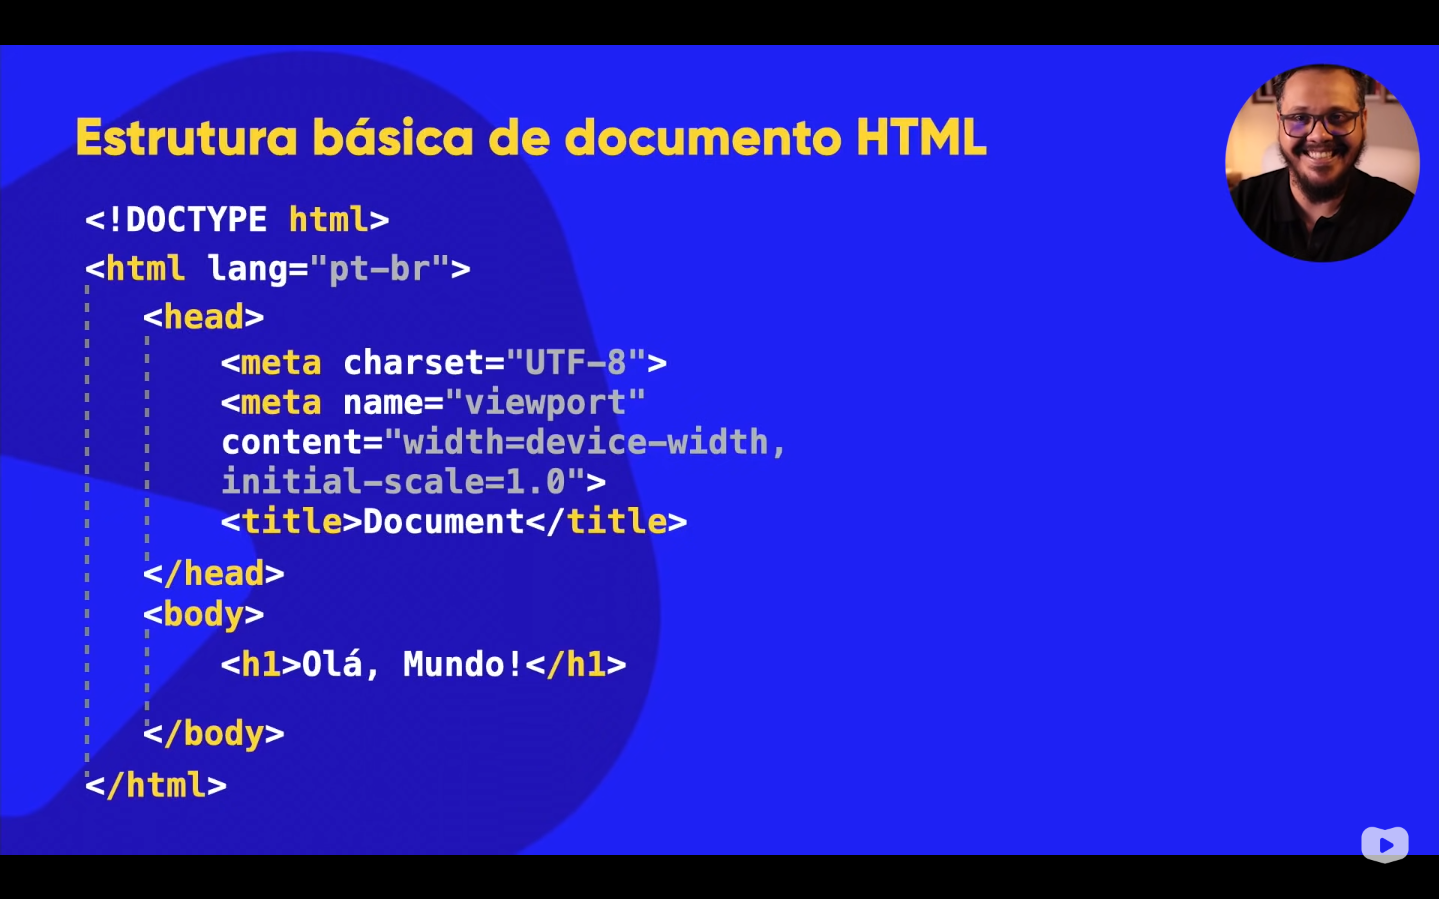 Estrutura básica de documento HTML
<!DOCTYPE html>
<html lang="pt-br">
<head>
<meta charset="UTF-8">
<meta name="viewport"
content="width=device-width,
initial-scale=1.0">
<title>Document</title>
</head>
<body>
<h1>Olá, Mundo!</h1>
</body>
</html>